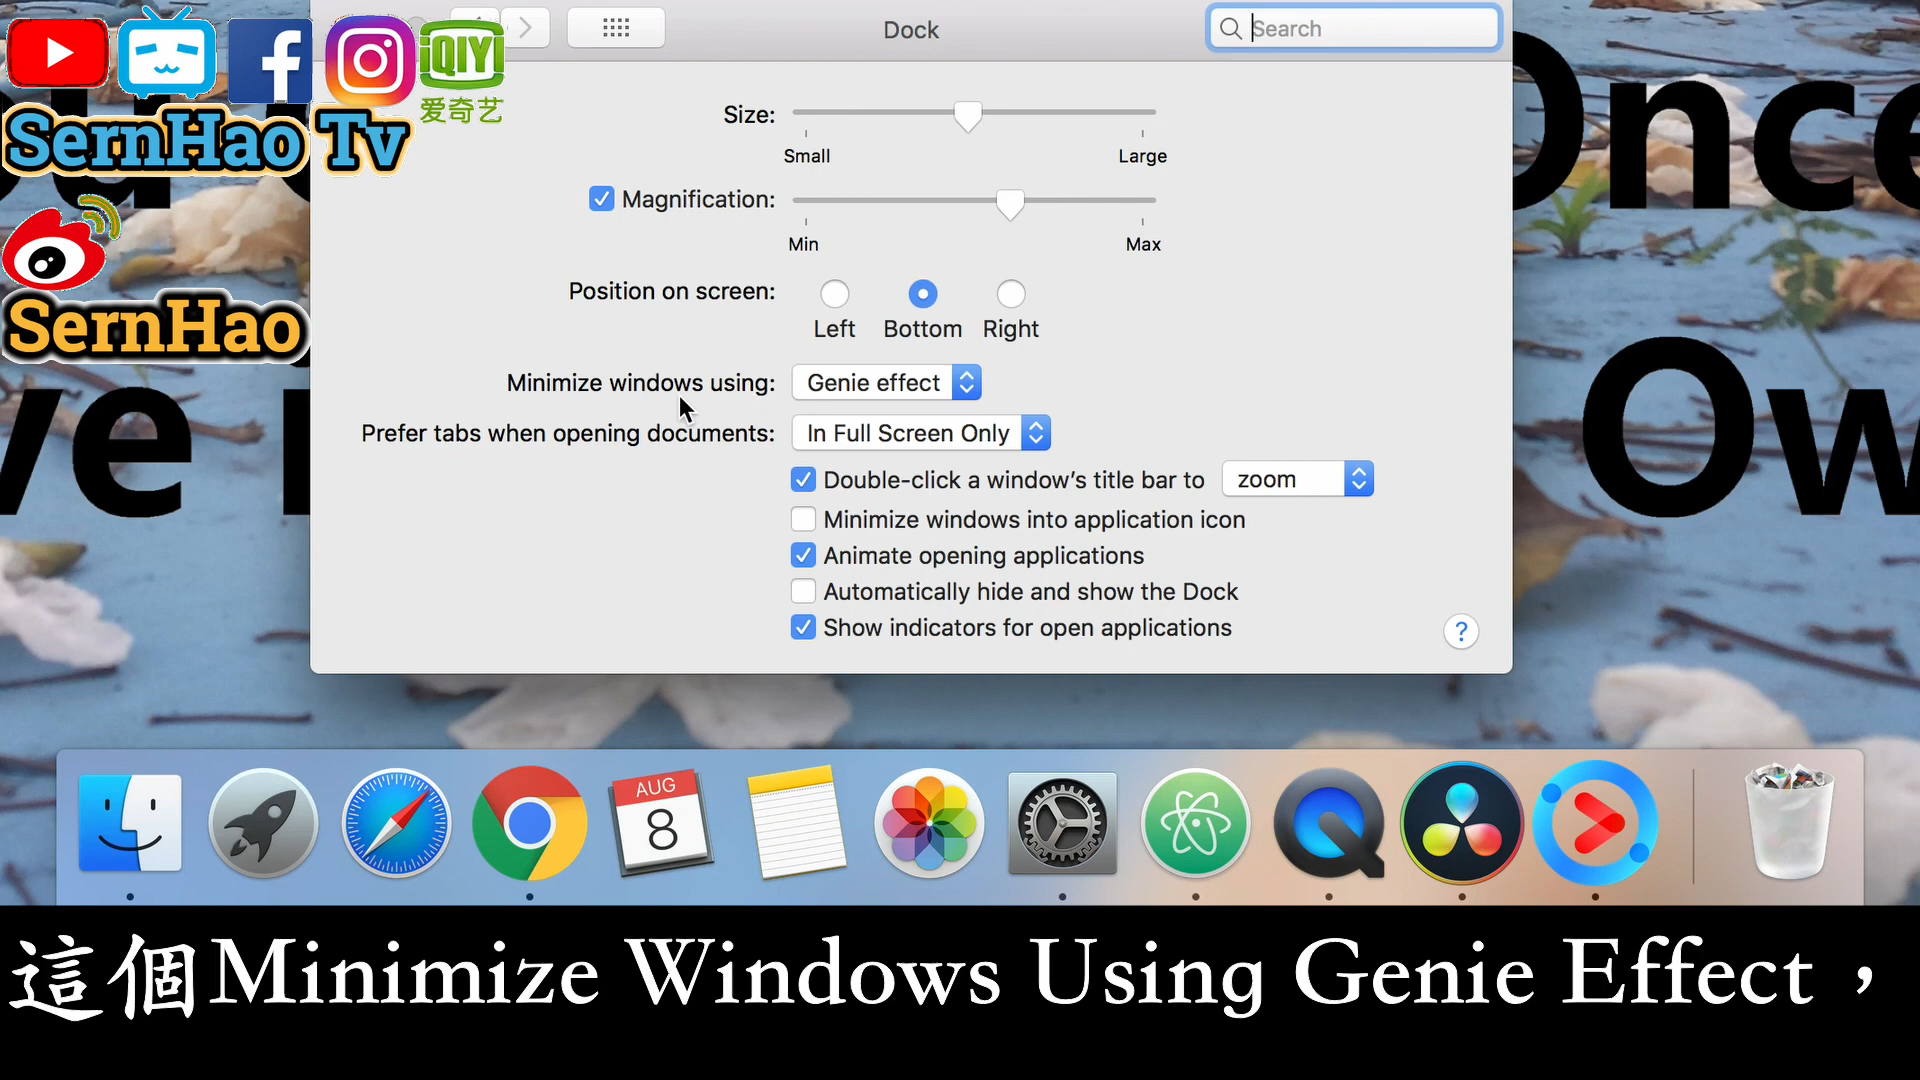 Dock
Search
iQIYI
爱奇艺
SernHao Tv
SernHao
Size:
Small
Large
Magnification:
Min
Max
Position on screen:
Left
Bottom
Right
Minimize windows using:
Genie effect
Prefer tabs when opening documents:
In Full Screen Only
Double-click a window's title bar to
zoom
Minimize windows into application icon
Animate opening applications
Automatically hide and show the Dock
Show indicators for open applications
?
Once
Ow
ve
AUG
8
這個Minimize Windows Using Genie Effect，